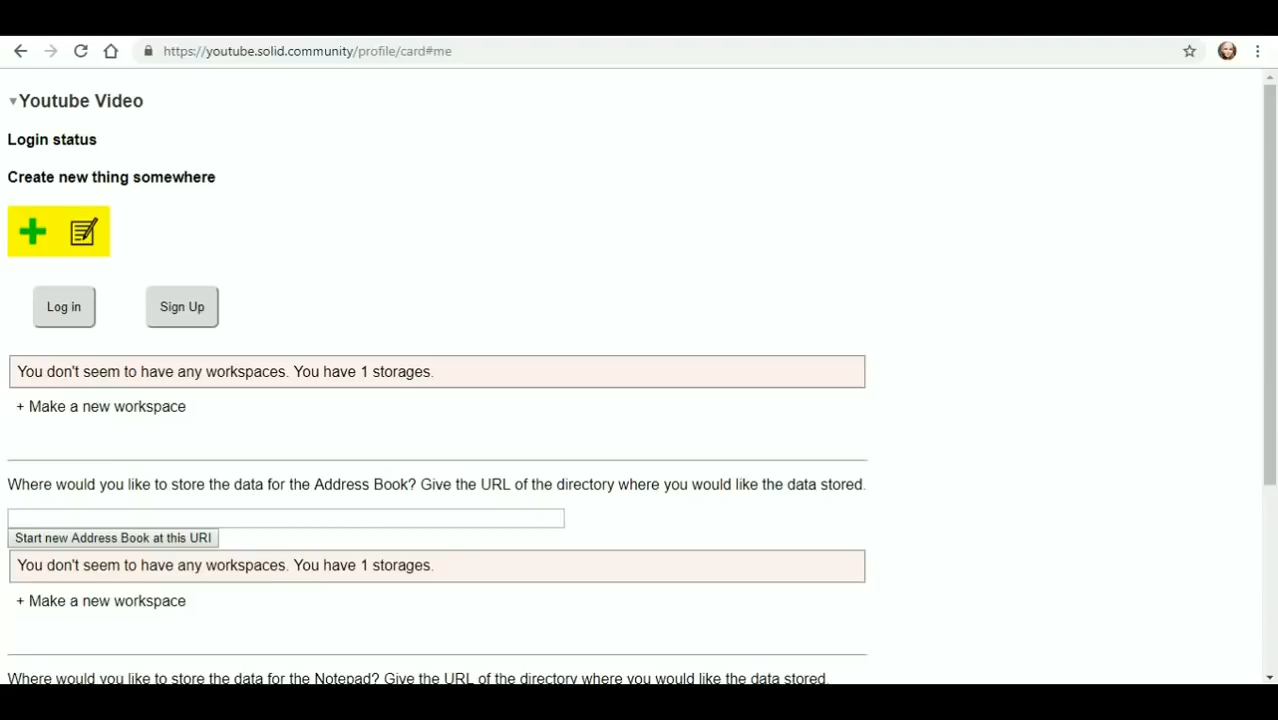 https://youtube.solid.community/profile/card#me
Youtube Video
Login status
Create new thing somewhere
Log in
Sign Up
You don't seem to have any workspaces. You have 1 storages.
+ Make a new workspace
Where would you like to store the data for the Address Book? Give the URL of the directory where you would like the data stored.
Start new Address Book at this URI
You don't seem to have any workspaces. You have 1 storages.
+ Make a new workspace
Where would you like to store the data for the Notepad? Give the URL of the directory where you would like the data stored.